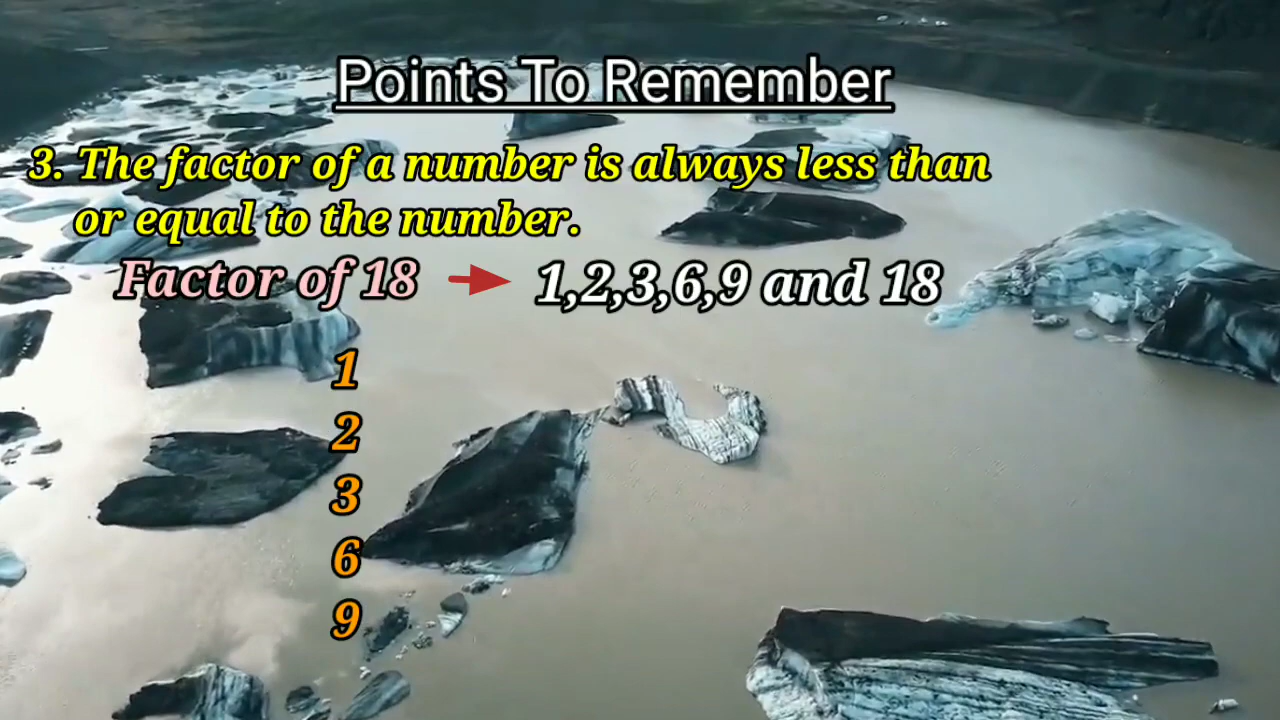 Points To Remember
3. The factor of a number is always less than
or equal to the number.
Factor of 18 → 1,2,3,6,9 and 18
1
2
3
6
9